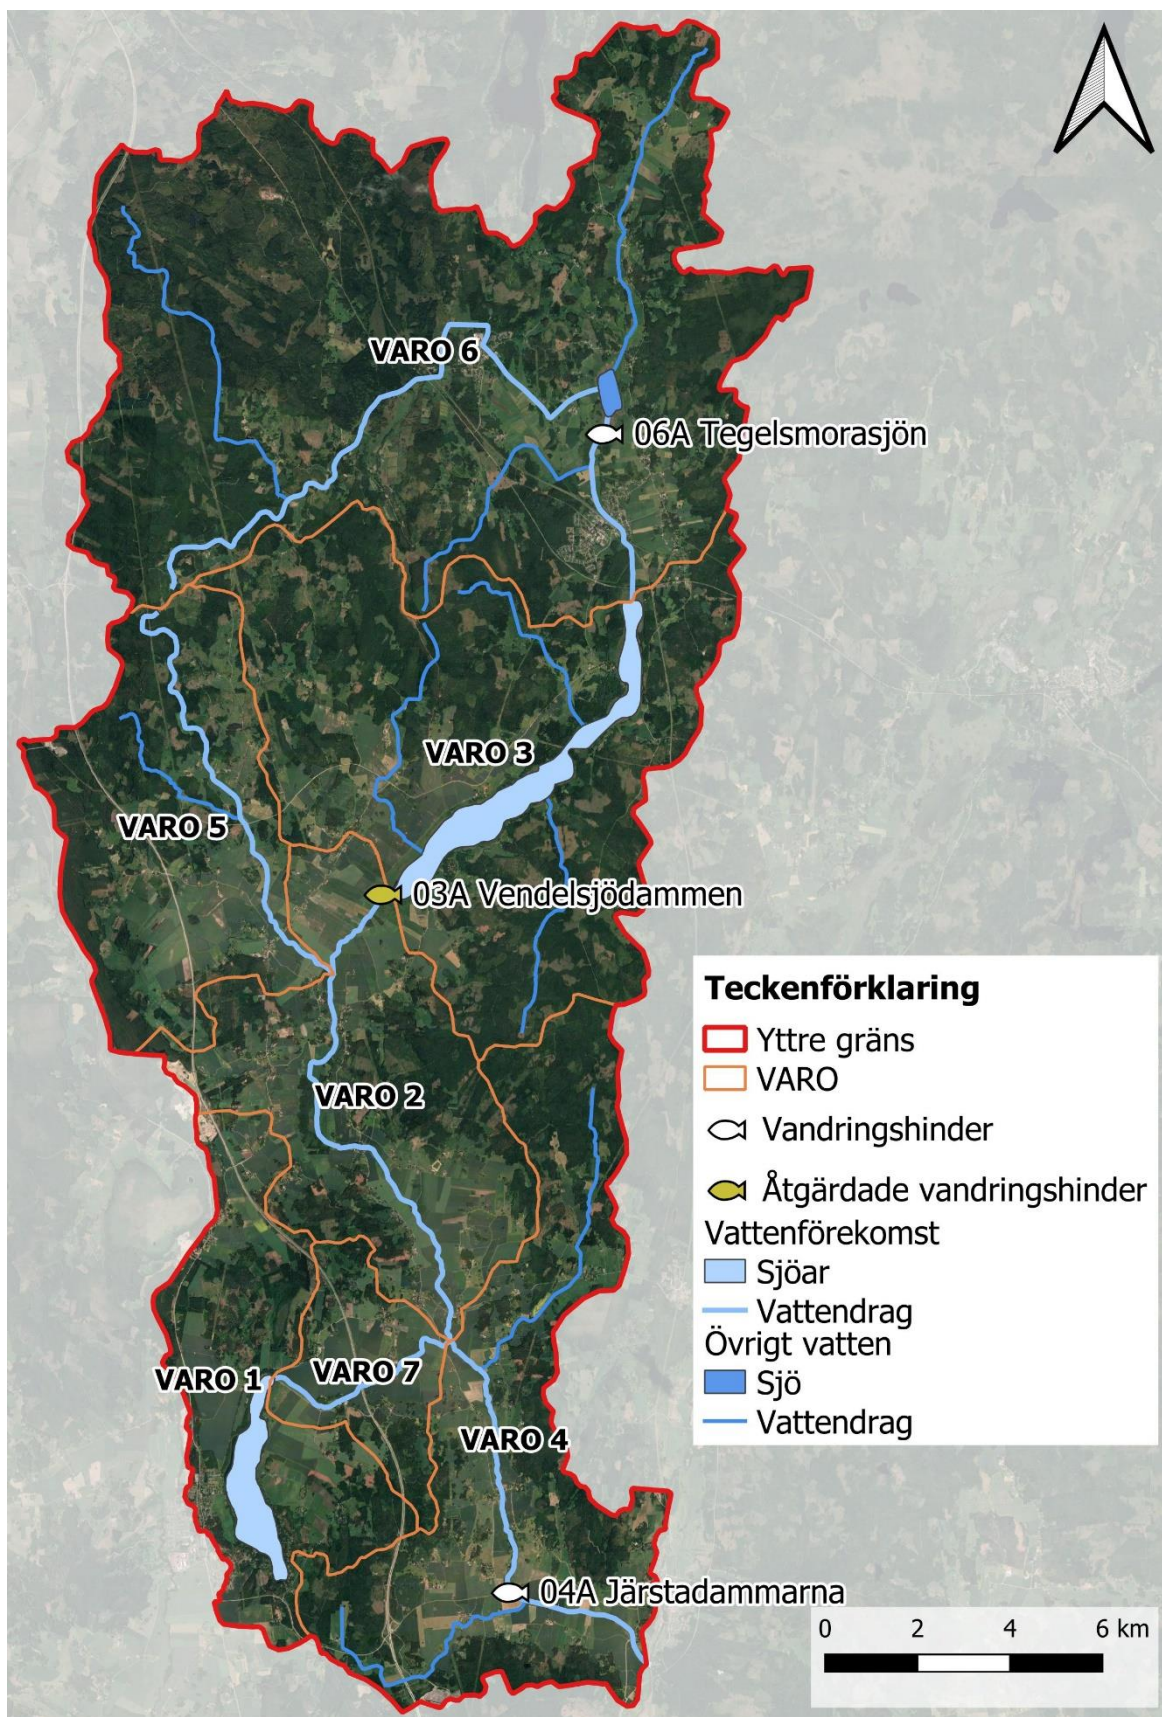 VARO 6
06A Tegelsmorasjön
VARO 3
VARO 5
03A Vendelsjödammen
VARO 2
VARO 1
VARO 7
VARO 4
04A Järstadammarna
Teckenförklaring
Yttre gräns
VARO
Vandringshinder
Åtgärdade vandringshinder
Vattenförekomst
Sjöar
Vattendrag
Övrigt vatten
Sjö
Vattendrag
0 2 4 6 km